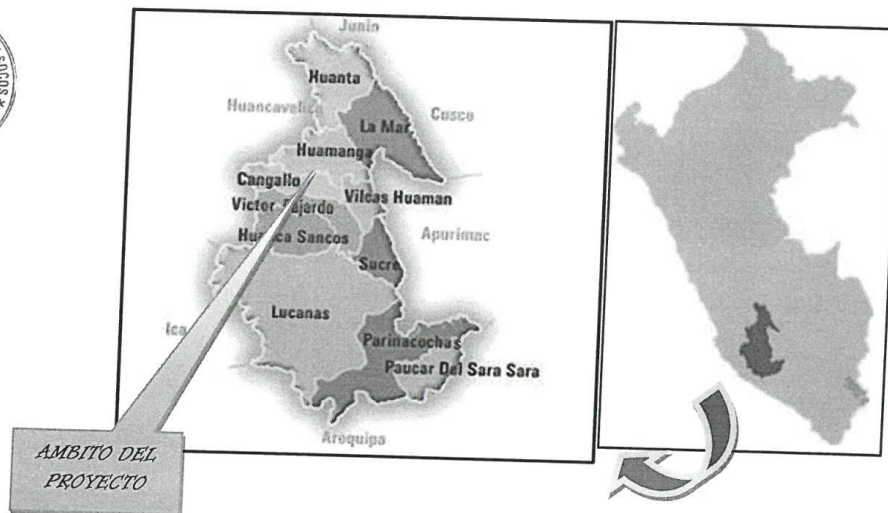 SOCOS *
Junin
Huanta
Huancavelica
Cusco
La Mar
Huamanga
Cangallo
Vilcas Huaman
Victor Fajardo
Huanca Sancos
Apurimac
Sucre
Lucanas
Ica
Parinacochas
Paucar Del Sara Sara
Arequipa
AMBITO DEL
PROYECTO